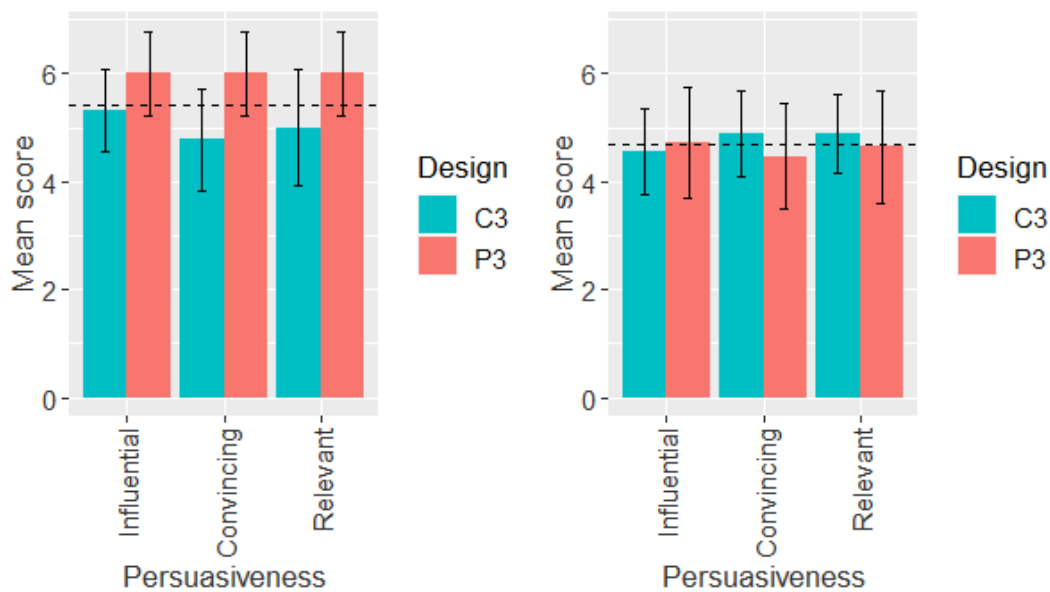 Mean score
6
4
2
0
Influential
Convincing
Relevant
Persuasiveness
Design
C3
P3
Mean score
6
4
2
0
Influential
Convincing
Relevant
Persuasiveness
Design
C3
P3